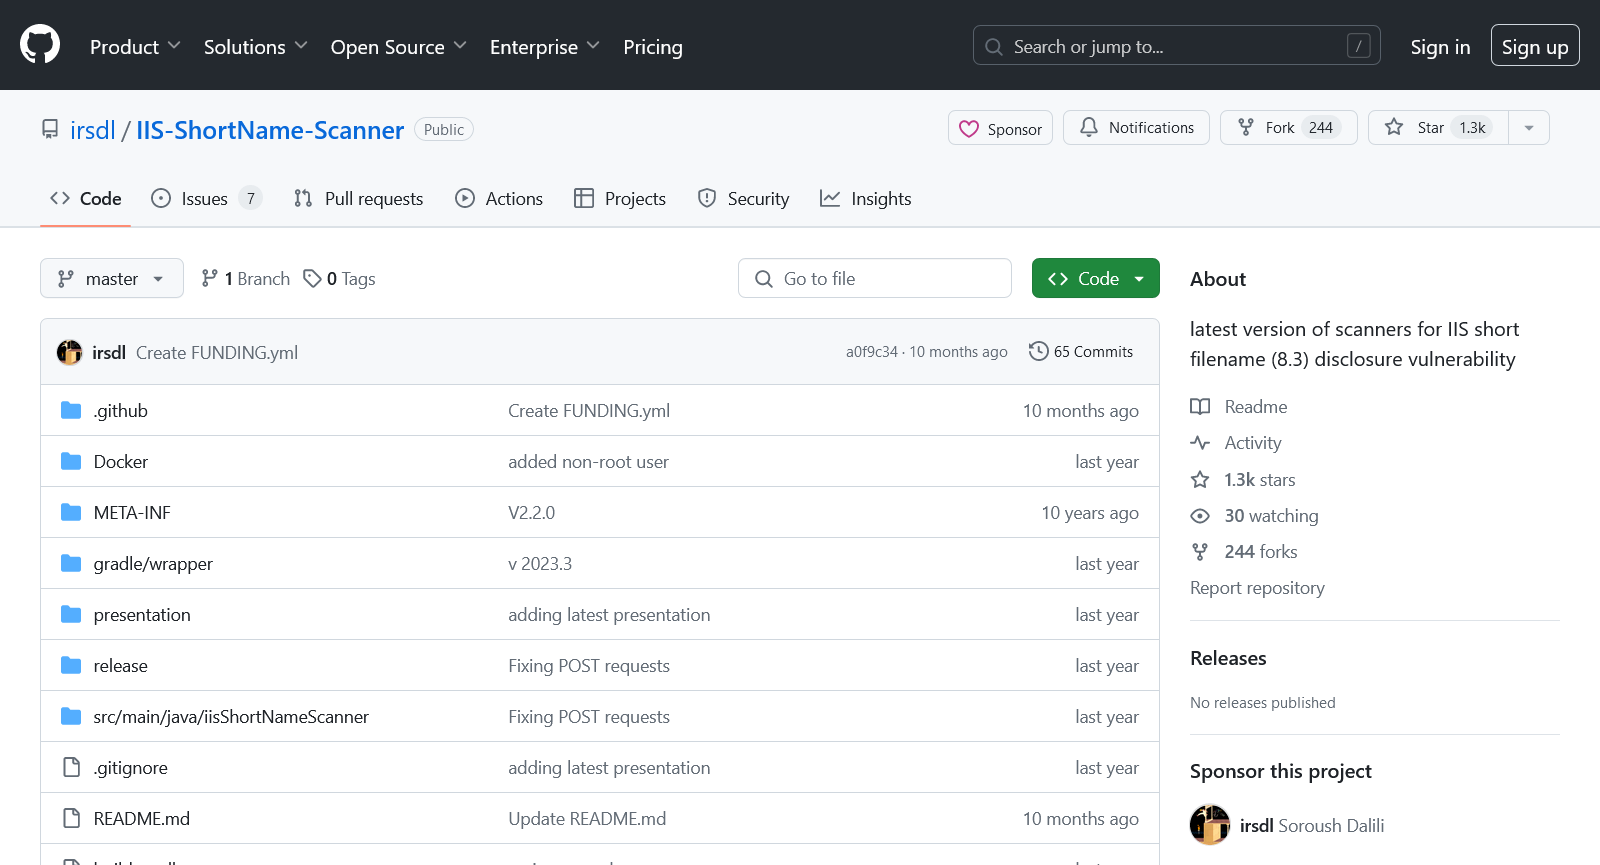 Product Solutions Open Source Enterprise Pricing Search or jump to... / Sign in Sign up
irsdl / IIS-ShortName-Scanner Public Sponsor Notifications Fork 244 Star 1.3k
Code Issues 7 Pull requests Actions Projects Security Insights
master 1 Branch 0 Tags Go to file Code
irsdl Create FUNDING.yml a0f9c34 · 10 months ago 65 Commits
.github Create FUNDING.yml 10 months ago
Docker added non-root user last year
META-INF V2.2.0 10 years ago
gradle/wrapper v 2023.3 last year
presentation adding latest presentation last year
release Fixing POST requests last year
src/main/java/iisShortNameScanner Fixing POST requests last year
.gitignore adding latest presentation last year
README.md Update README.md 10 months ago
About
latest version of scanners for IIS short
filename (8.3) disclosure vulnerability
Readme
Activity
1.3k stars
30 watching
244 forks
Report repository
Releases
No releases published
Sponsor this project
irsdl Soroush Dalili